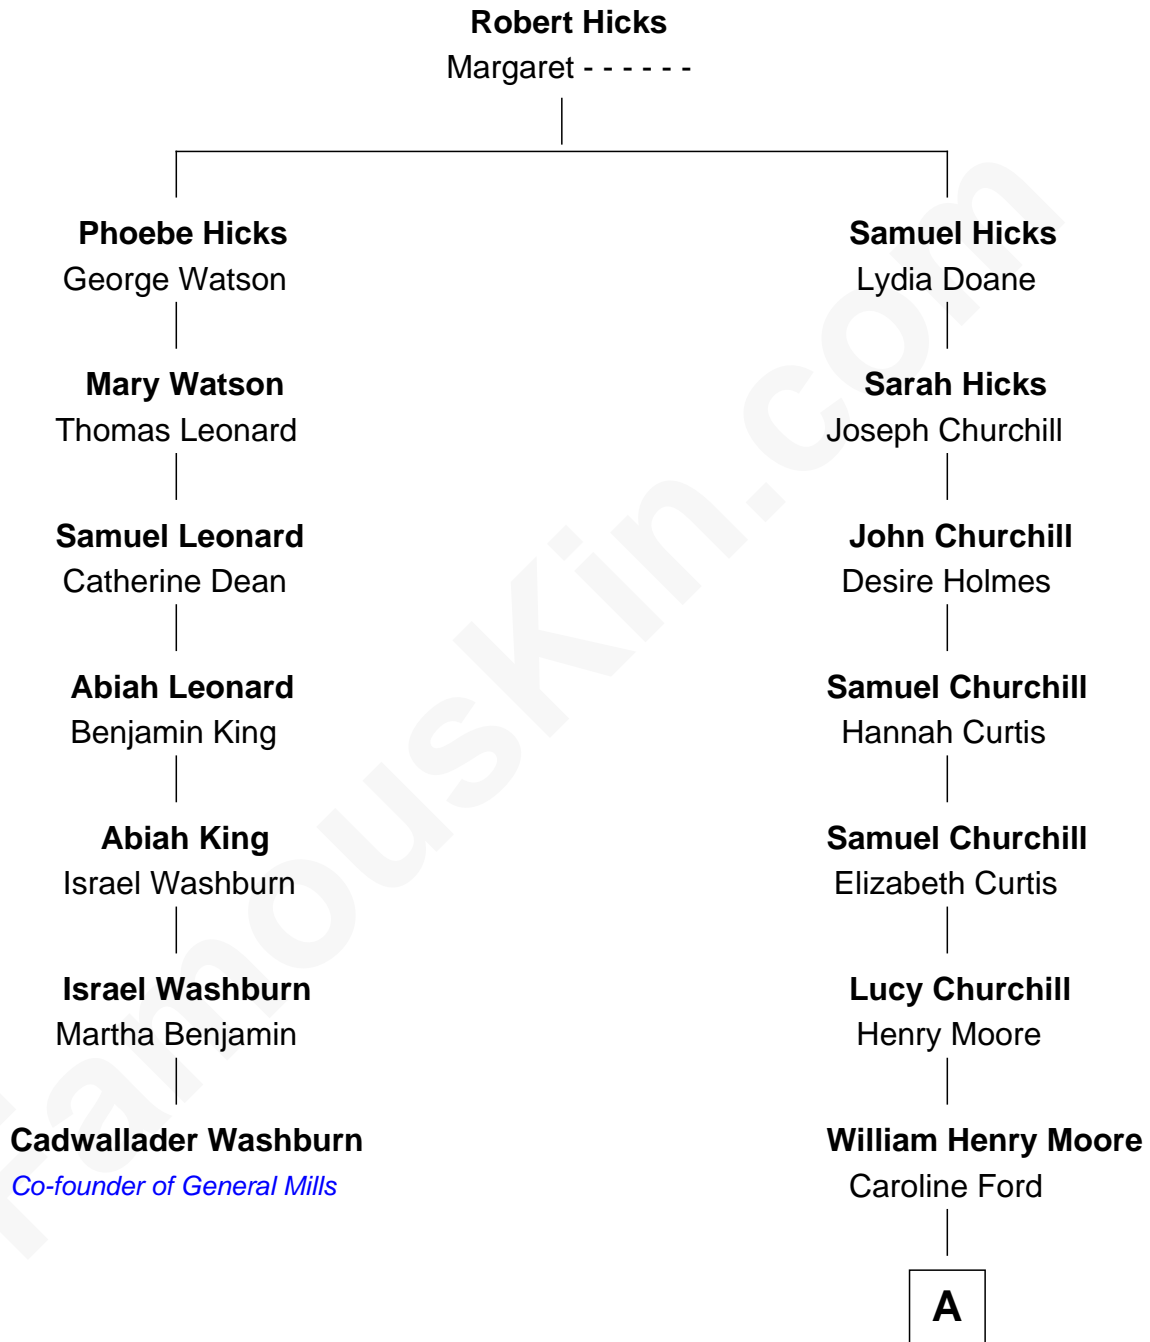 Robert Hicks
Margaret - - - - - -
Phoebe Hicks
George Watson
Samuel Hicks
Lydia Doane
Mary Watson
Thomas Leonard
Sarah Hicks
Joseph Churchill
Samuel Leonard
Catherine Dean
John Churchill
Desire Holmes
Abiah Leonard
Benjamin King
Samuel Churchill
Hannah Curtis
Abiah King
Israel Washburn
Samuel Churchill
Elizabeth Curtis
Israel Washburn
Martha Benjamin
Lucy Churchill
Henry Moore
Cadwallader Washburn
Co-founder of General Mills
William Henry Moore
Caroline Ford
A
FamousKin.com